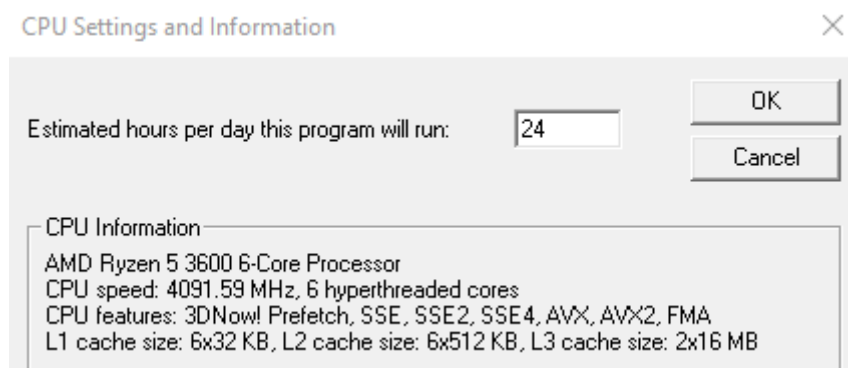 CPU Settings and Information
OK
Estimated hours per day this program will run: 24
Cancel
CPU Information
AMD Ryzen 5 3600 6-Core Processor
CPU speed: 4091.59 MHz, 6 hyperthreaded cores
CPU features: 3DNow! Prefetch, SSE, SSE2, SSE4, AVX, AVX2, FMA
L1 cache size: 6x32 KB, L2 cache size: 6x512 KB, L3 cache size: 2x16 MB